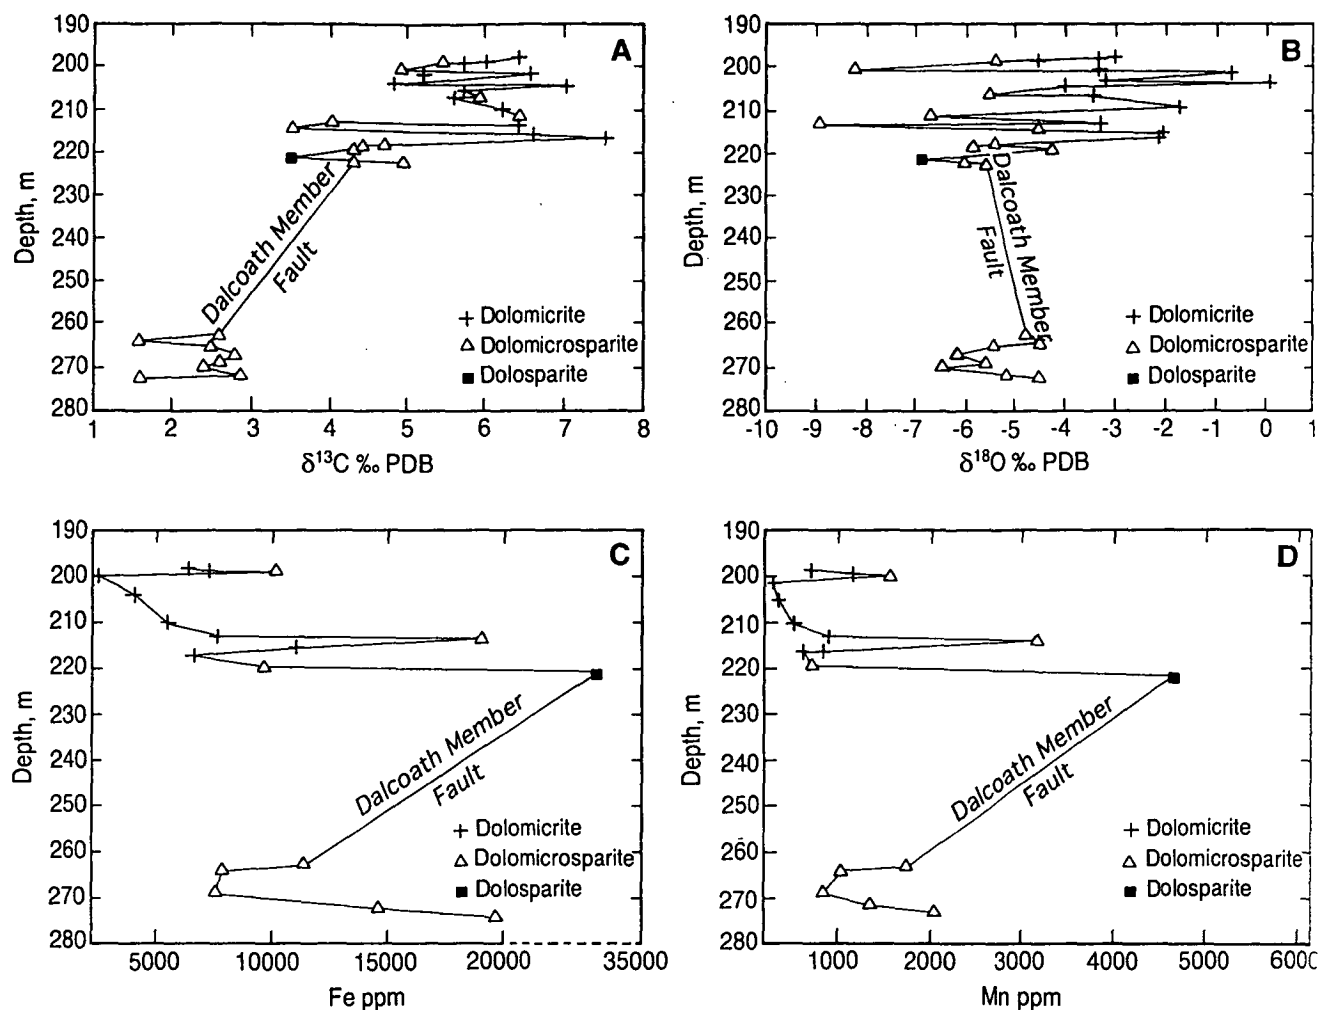 A
190
200
210
220
230
240
250
260
270
280
Depth, m
Dalcoath Member
Fault
Dolomicrite
Dolomicrosparite
Dolosparite
1 2 3 4 5 6 7 8
δ¹³C ‰ PDB
B
190
200
210
220
230
240
250
260
270
280
Depth, m
Dalcoath Member
Fault
Dolomicrite
Dolomicrosparite
Dolosparite
-10 -9 -8 -7 -6 -5 -4 -3 -2 -1 0 1
δ¹⁸O ‰ PDB
C
190
200
210
220
230
240
250
260
270
280
Depth, m
Dalcoath Member
Fault
Dolomicrite
Dolomicrosparite
Dolosparite
5000 10000 15000 20000 35000
Fe ppm
D
190
200
210
220
230
240
250
260
270
280
Depth, m
Dalcoath Member
Fault
Dolomicrite
Dolomicrosparite
Dolosparite
1000 2000 3000 4000 5000 6000
Mn ppm